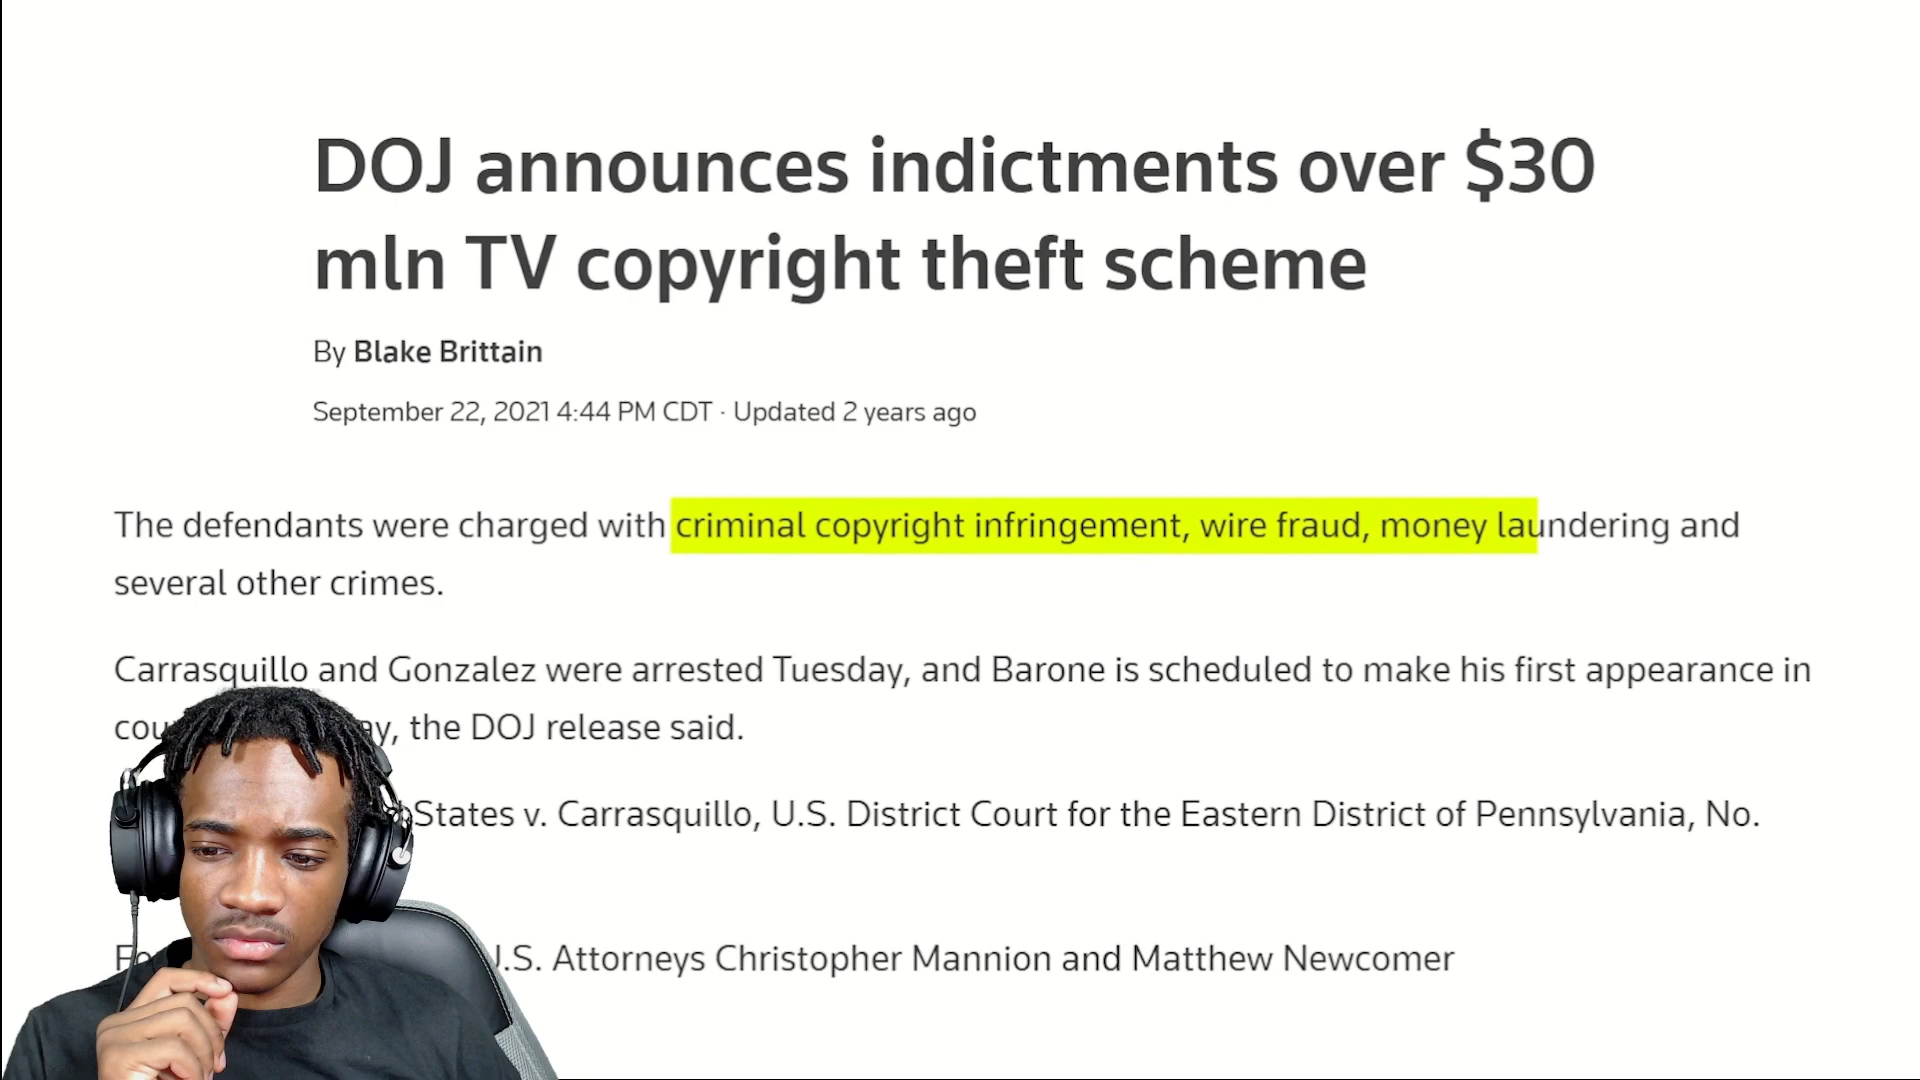 DOJ announces indictments over $30
mln TV copyright theft scheme
By Blake Brittain
September 22, 2021 4:44 PM CDT · Updated 2 years ago
The defendants were charged with criminal copyright infringement, wire fraud, money laundering and
several other crimes.
Carrasquillo and Gonzalez were arrested Tuesday, and Barone is scheduled to make his first appearance in
the DOJ release said.
States v. Carrasquillo, U.S. District Court for the Eastern District of Pennsylvania, No.
U.S. Attorneys Christopher Mannion and Matthew Newcomer